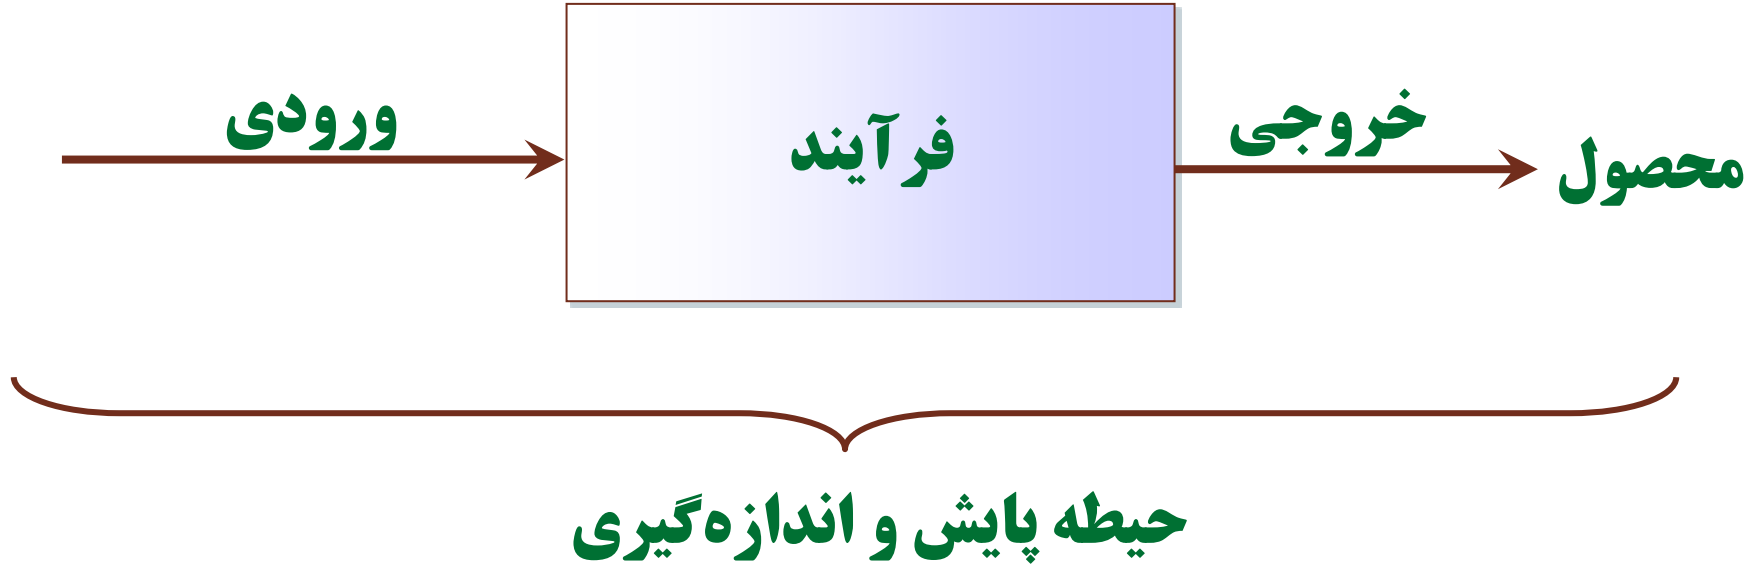 ورودی
فرآیند
خروجی
محصول
حیطه پایش و اندازه‌گیری